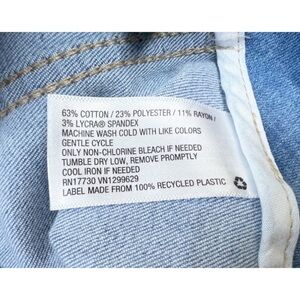 63% COTTON / 23% POLYESTER / 11% RAYON /
3% LYCRA® SPANDEX
MACHINE WASH COLD WITH LIKE COLORS
GENTLE CYCLE
ONLY NON-CHLORINE BLEACH IF NEEDED
TUMBLE DRY LOW, REMOVE PROMPTLY
COOL IRON IF NEEDED
RN17730 VN1299629
LABEL MADE FROM 100% RECYCLED PLASTIC